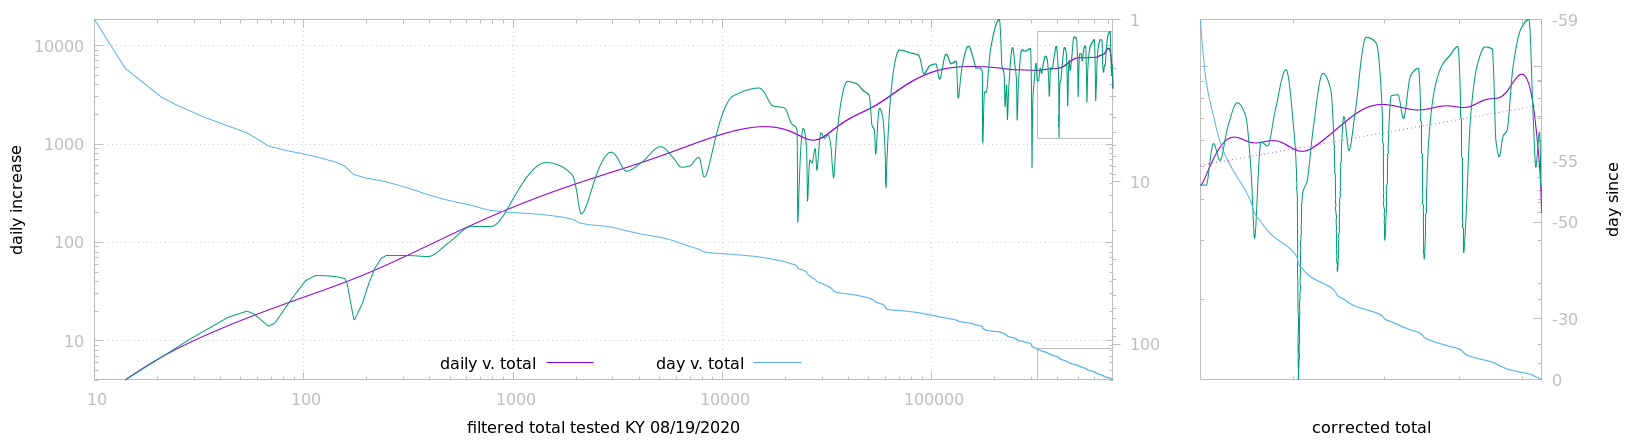 10000
1000
100
10
daily increase
10
100
1000
10000
100000
filtered total tested KY 08/19/2020
daily v. total
day v. total
1
10
100
-59
-55
-50
-30
0
day since
corrected total